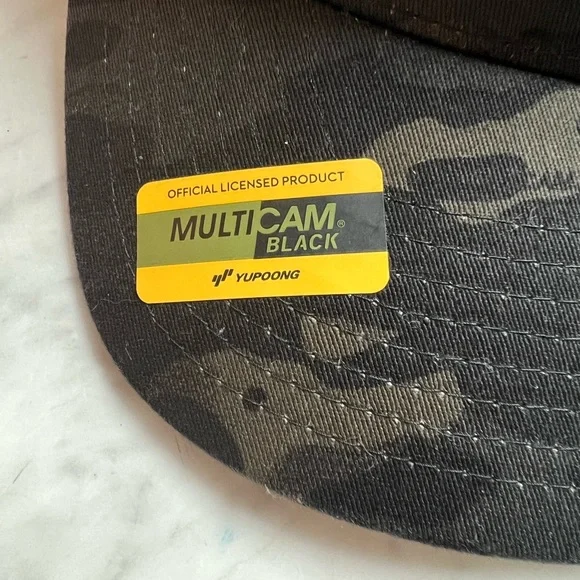 OFFICIAL LICENSED PRODUCT
MULTICAM®
BLACK
YUPOONG